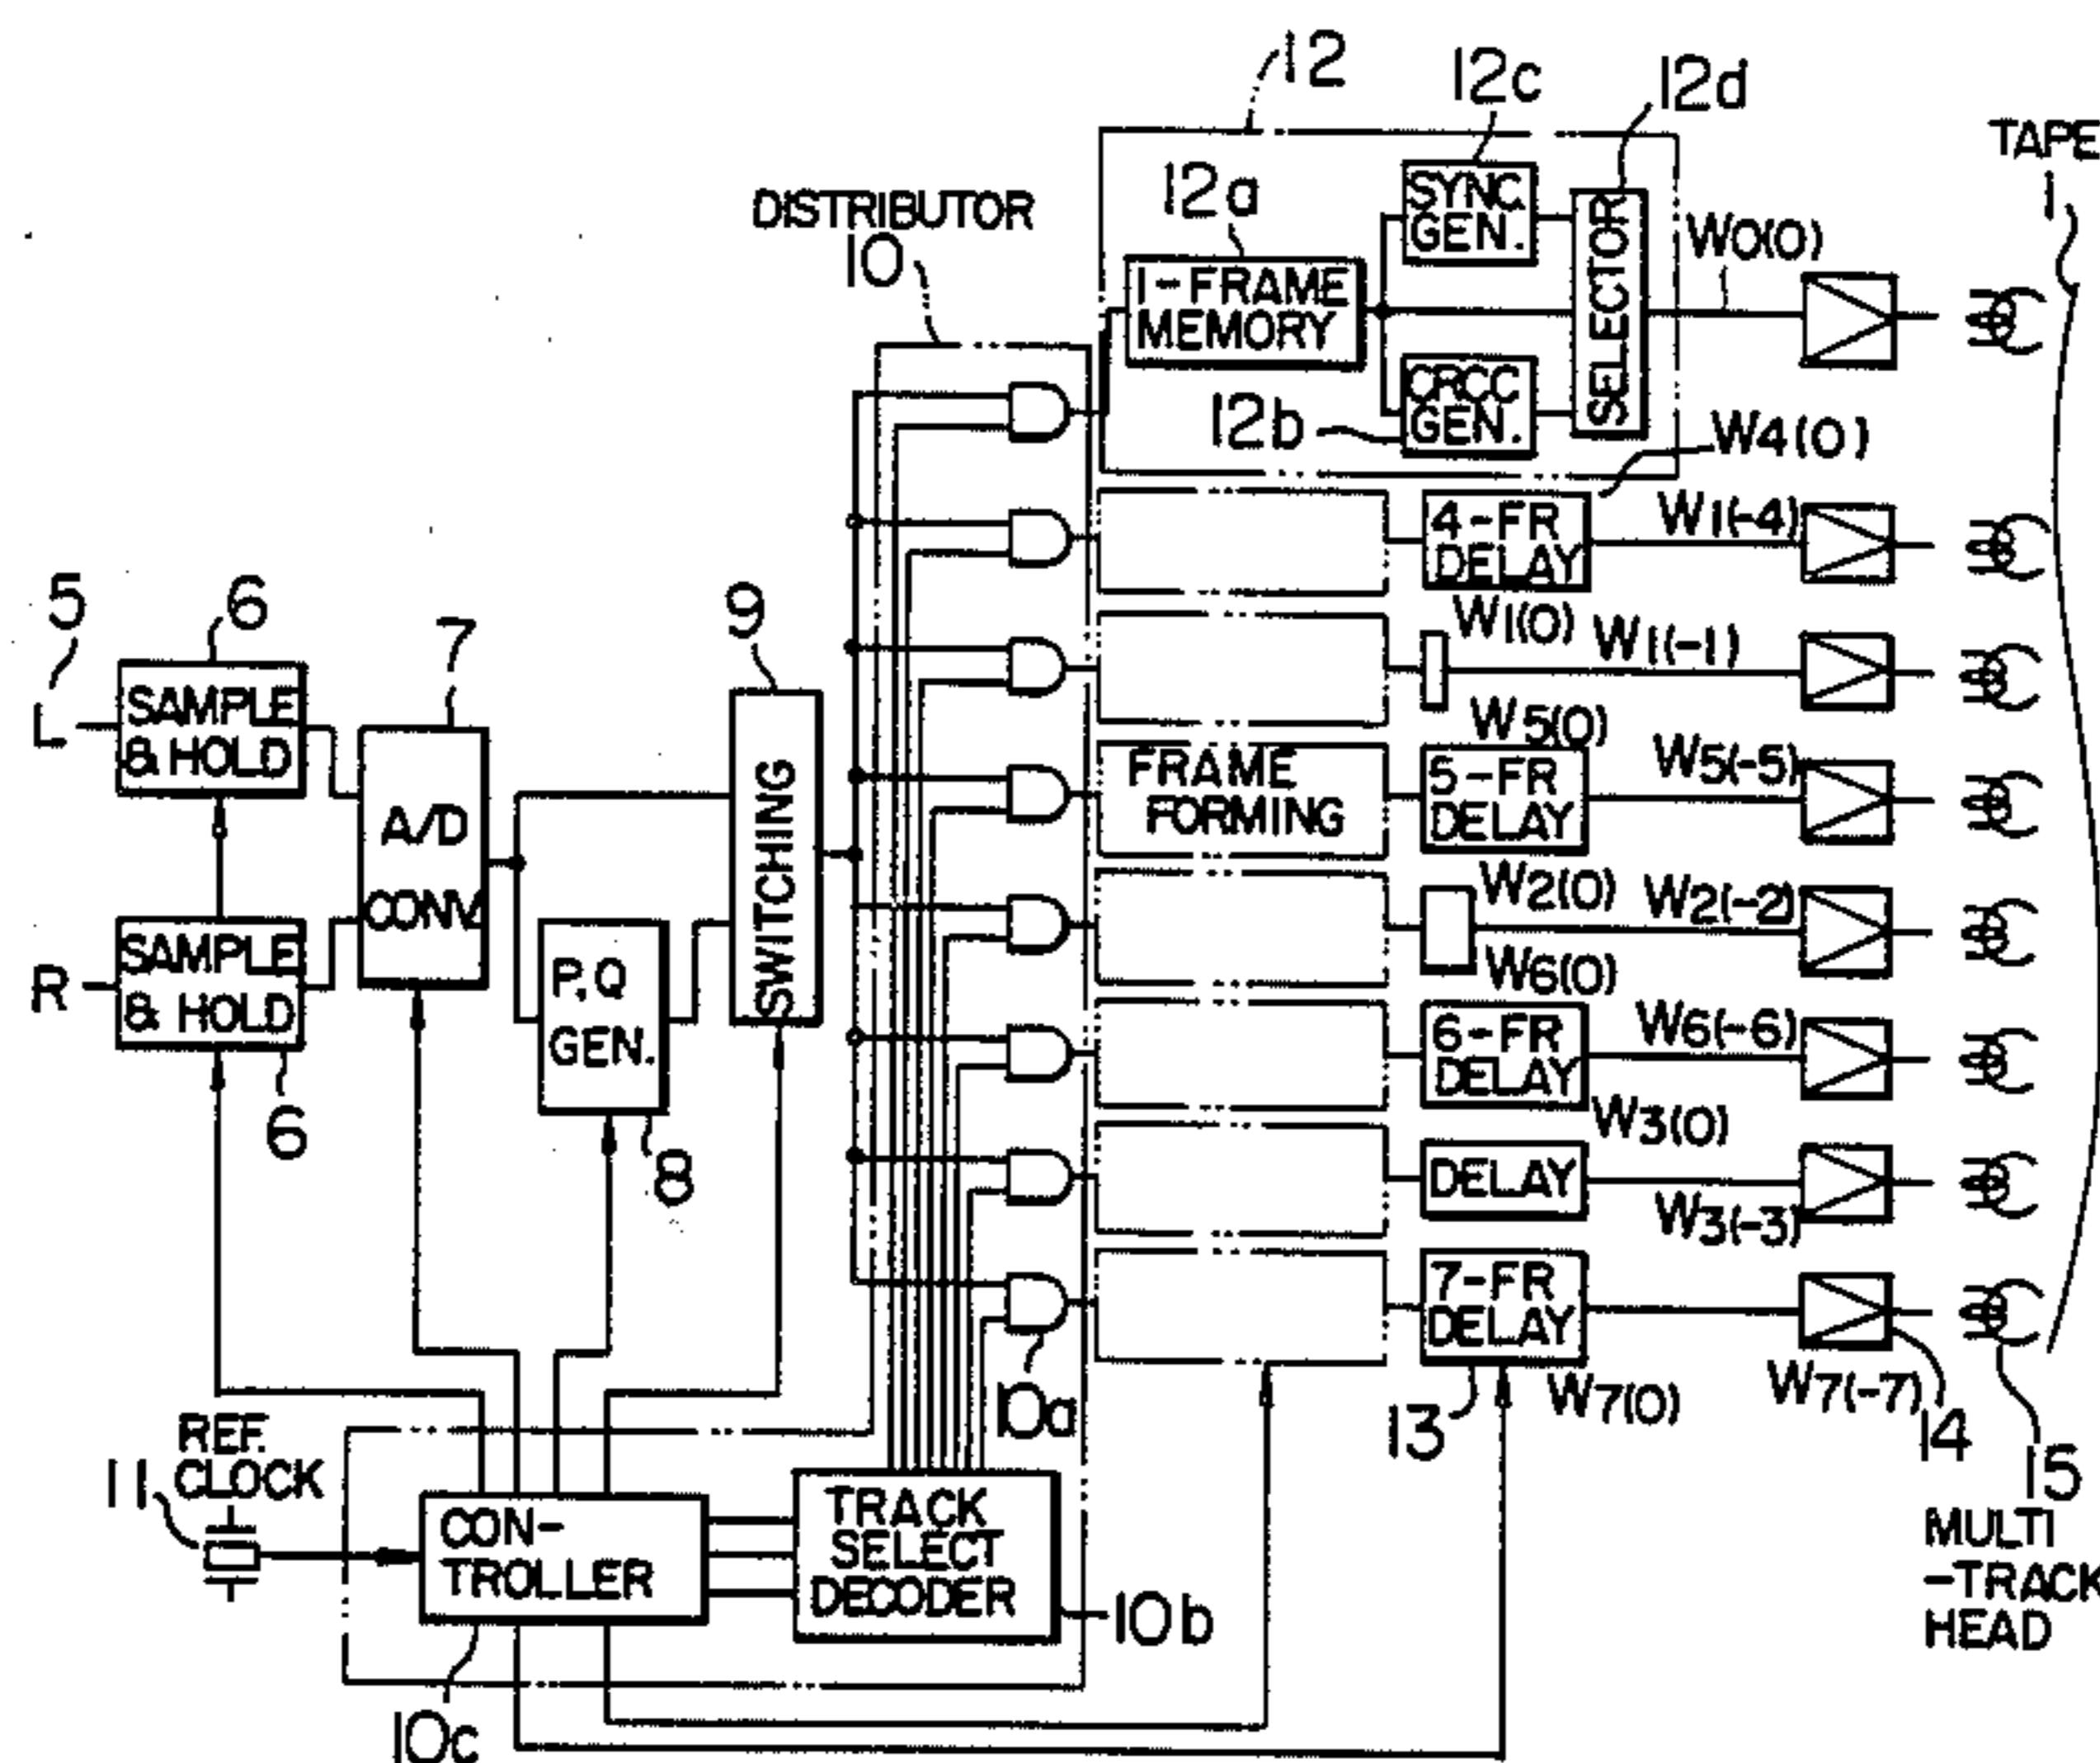 12
12c
12d
TAPE
1
12a
SYNC
GEN.
DISTRIBUTOR
10
1-FRAME
MEMORY
SELECTOR
W0(0)
12b
CRCC
GEN.
W4(0)
4-FR
DELAY
W1(-4)
5
6
7
9
W1(0)
W1(-1)
L
SAMPLE
& HOLD
A/D
CONV.
SWITCHING
W5(0)
FRAME
FORMING
5-FR
DELAY
W5(-5)
R
SAMPLE
& HOLD
P,Q
GEN.
W2(0)
W2(-2)
W6(0)
6
8
6-FR
DELAY
W6(-6)
W3(0)
DELAY
W3(-3)
7-FR
DELAY
10a
13
W7(0)
W7(-7)
14
15
REF.
CLOCK
11
CON-
TROLLER
TRACK
SELECT
DECODER
10b
10c
MULTI
-TRACK
HEAD